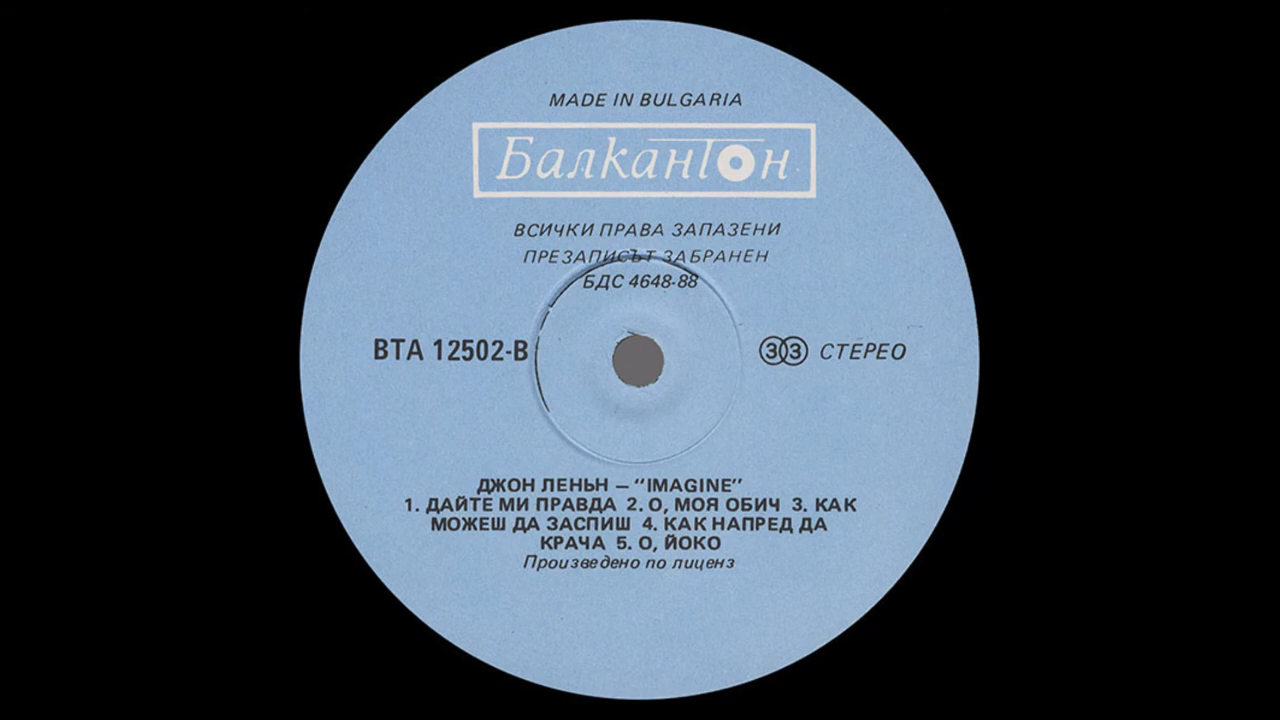 MADE IN BULGARIA
Балкантон
ВСИЧКИ ПРАВА ЗАПАЗЕНИ
ПРЕЗАПИСЪТ ЗАБРАНЕН
БДС 4648-88
ВТА 12502-В
33 СТЕРЕО
ДЖОН ЛЕНЬН – "IMAGINE"
1. ДАЙТЕ МИ ПРАВДА 2. О, МОЯ ОБИЧ 3. КАК
МОЖЕШ ДА ЗАСПИШ 4. КАК НАПРЕД ДА
КРАЧА 5. О, ЙОКО
Произведено по лиценз